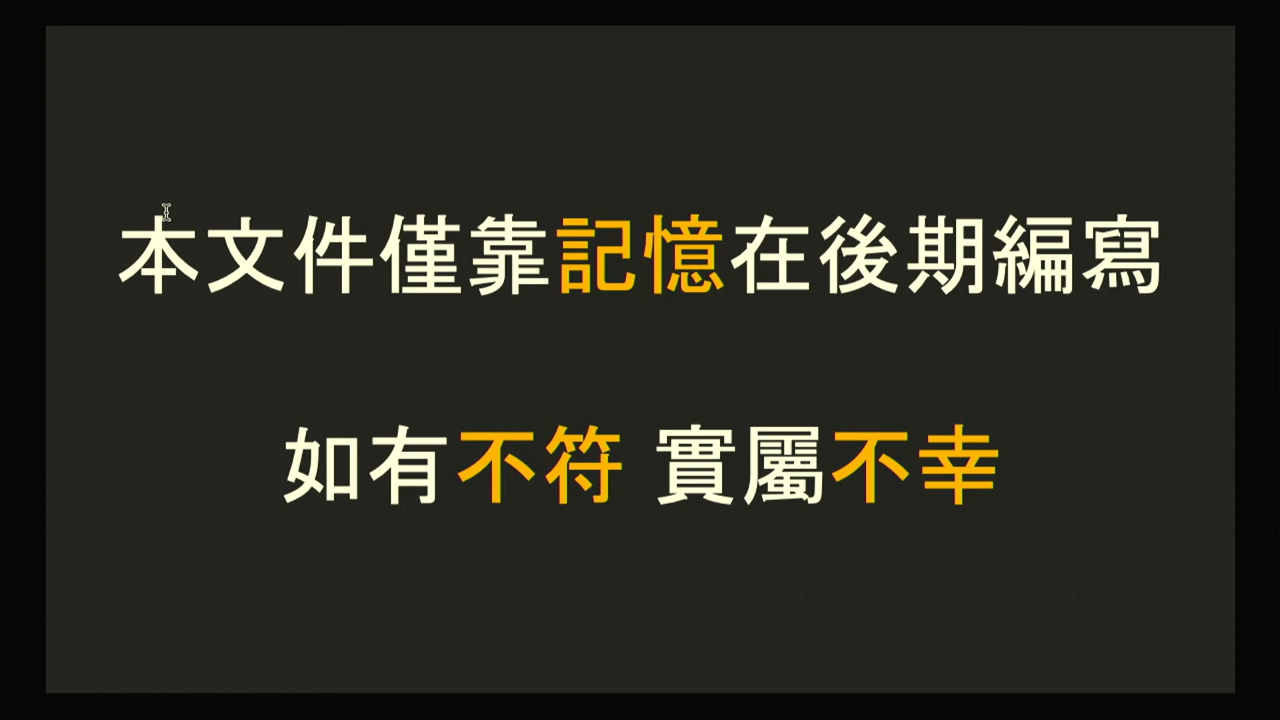 本文件僅靠記憶在後期編寫
如有不符 實屬不幸